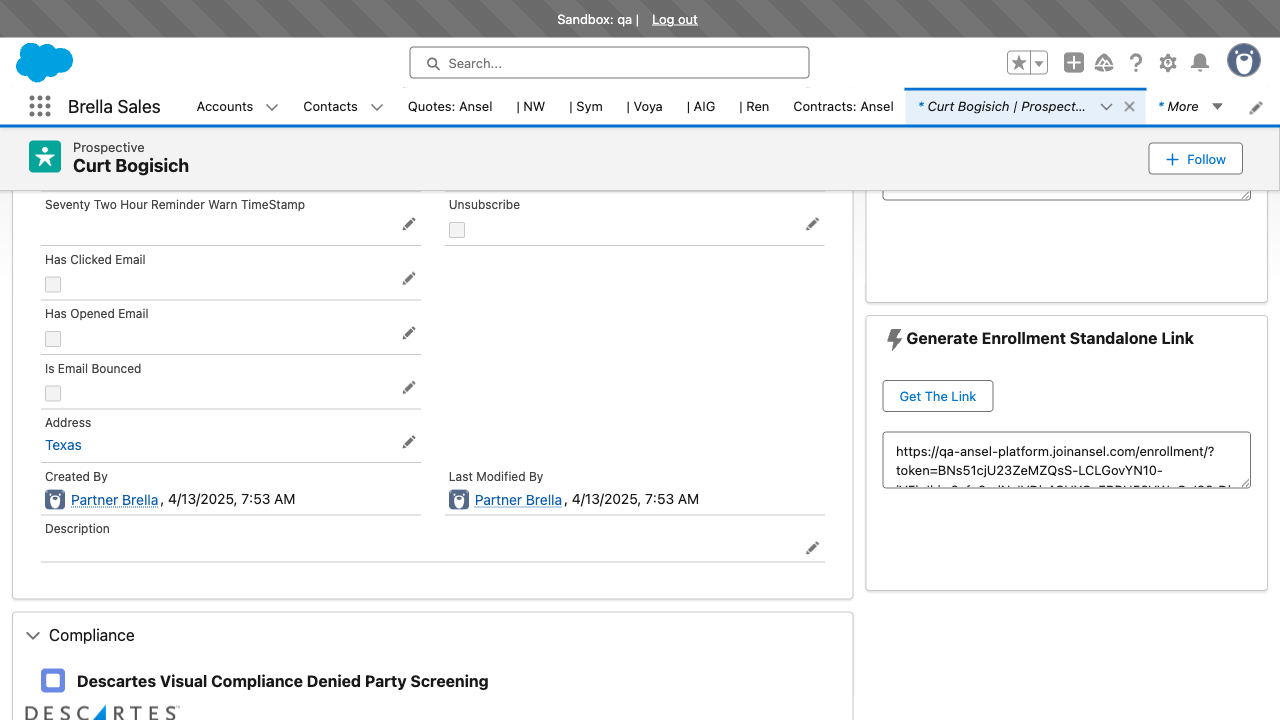 Sandbox: qa | Log out
Search...
Brella Sales
Accounts
Contacts
Quotes: Ansel
| NW
| Sym
| Voya
| AIG
| Ren
Contracts: Ansel
* Curt Bogisich | Prospect...
* More
Prospective
Curt Bogisich
Follow
Seventy Two Hour Reminder Warn TimeStamp
Unsubscribe
Has Clicked Email
Has Opened Email
Is Email Bounced
Address
Texas
Created By
Partner Brella, 4/13/2025, 7:53 AM
Last Modified By
Partner Brella, 4/13/2025, 7:53 AM
Description
Generate Enrollment Standalone Link
Get The Link
https://qa-ansel-platform.joinansel.com/enrollment/?
token=BNs51cjU23ZeMZQsS-LCLGovYN10-
Compliance
Descartes Visual Compliance Denied Party Screening
DESCARTES